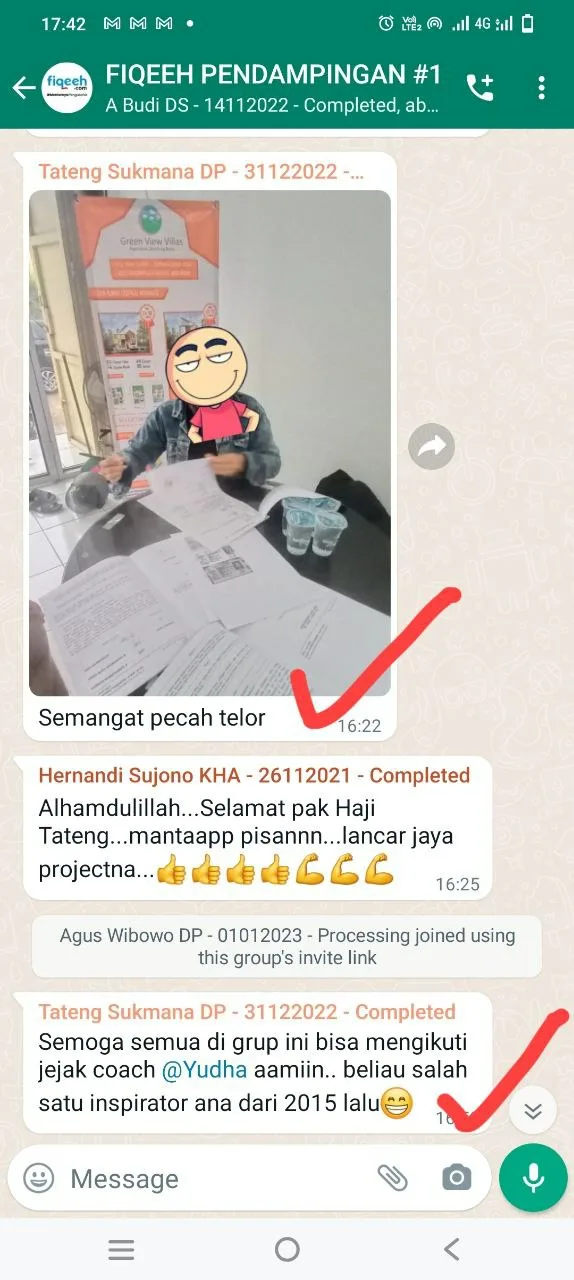 17:42
4G
fiqeeh
.com
FIQEEH PENDAMPINGAN #1
A Budi DS - 14112022 - Completed, ab...
Tateng Sukmana DP - 31122022 -...
Green View Villas
Semangat pecah telor
16:22
Hernandi Sujono KHA - 26112021 - Completed
Alhamdulillah...Selamat pak Haji
Tateng...mantaapp pisannn...lancar jaya
projectna...👍👍👍👍💪💪💪
16:25
Agus Wibowo DP - 01012023 - Processing joined using
this group's invite link
Tateng Sukmana DP - 31122022 - Completed
Semoga semua di grup ini bisa mengikuti
jejak coach @Yudha aamiin.. beliau salah
satu inspirator ana dari 2015 lalu😁
Message